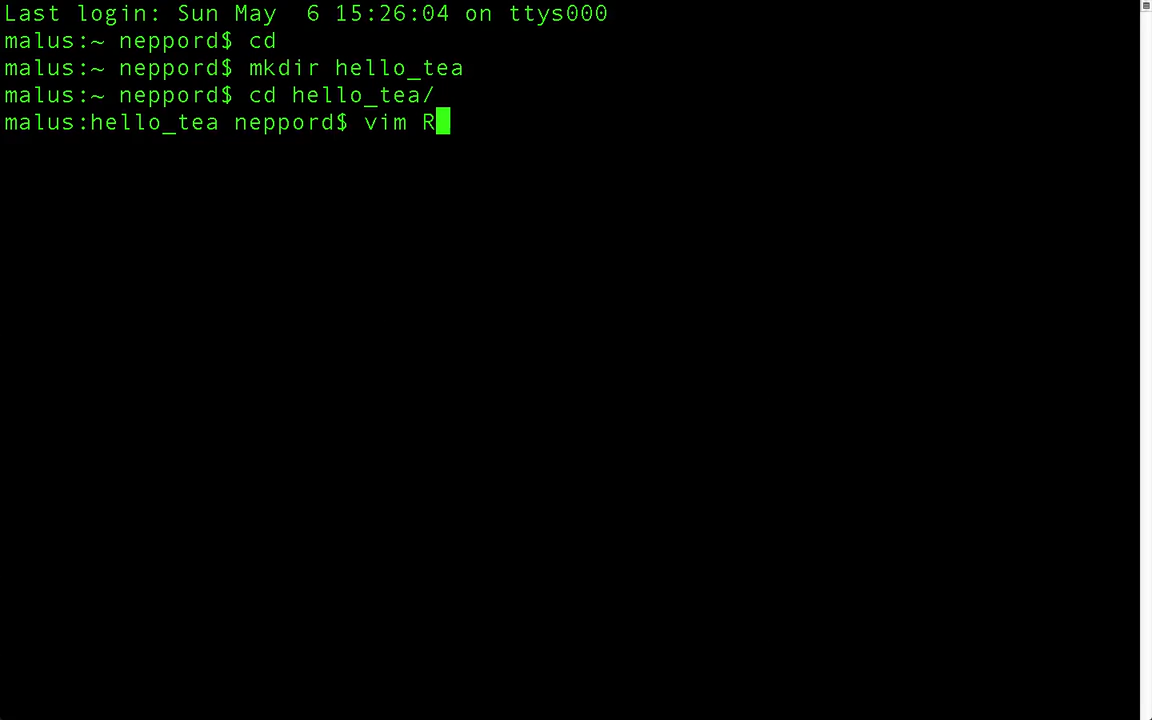 Last login: Sun May  6 15:26:04 on ttys000
malus:~ neppord$ cd
malus:~ neppord$ mkdir hello_tea
malus:~ neppord$ cd hello_tea/
malus:hello_tea neppord$ vim R